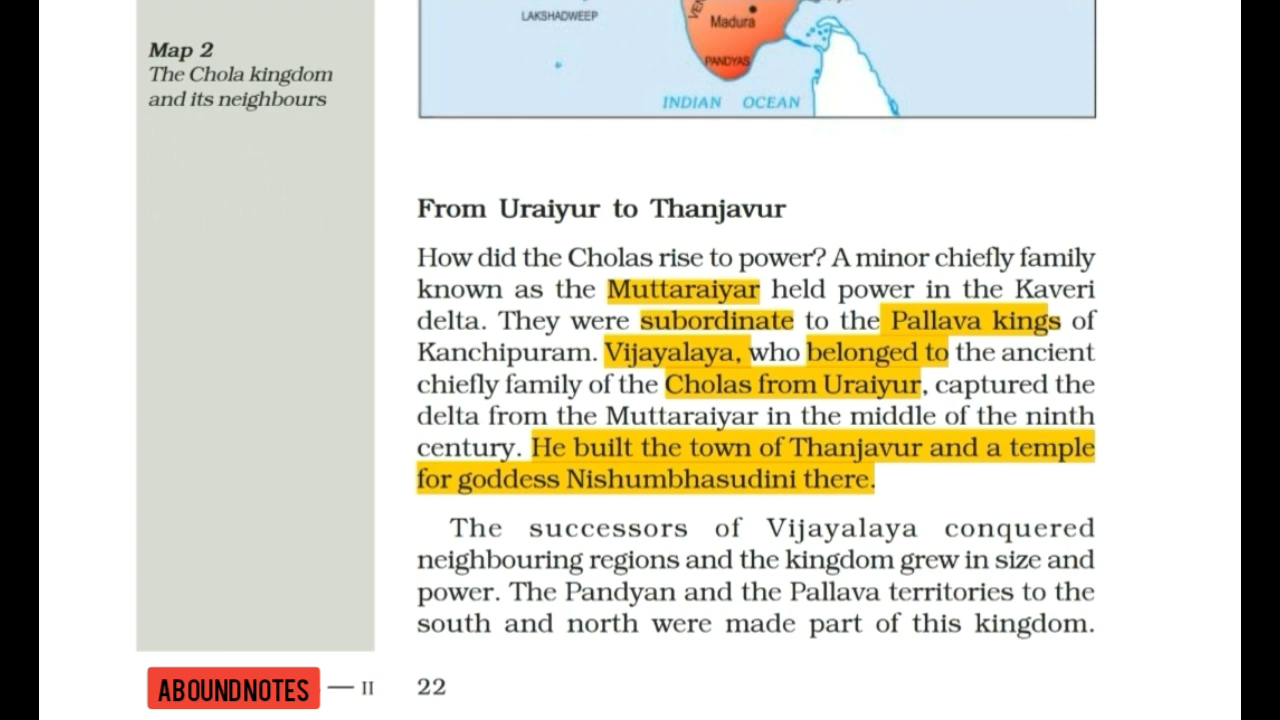 LAKSHADWEEP
Madura
PANDYAS
INDIAN OCEAN
Map 2
The Chola kingdom
and its neighbours
From Uraiyur to Thanjavur
How did the Cholas rise to power? A minor chiefly family
known as the Muttaraiyar held power in the Kaveri
delta. They were subordinate to the Pallava kings of
Kanchipuram. Vijayalaya, who belonged to the ancient
chiefly family of the Cholas from Uraiyur, captured the
delta from the Muttaraiyar in the middle of the ninth
century. He built the town of Thanjavur and a temple
for goddess Nishumbhasudini there.
The successors of Vijayalaya conquered
neighbouring regions and the kingdom grew in size and
power. The Pandyan and the Pallava territories to the
south and north were made part of this kingdom.
ABOUNDNOTES — II 22